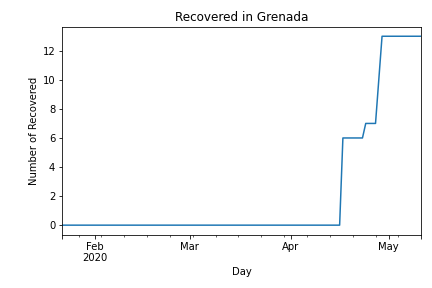 Recovered in Grenada
Number of Recovered
12
10
8
6
4
2
0
Feb
2020
Mar
Apr
May
Day